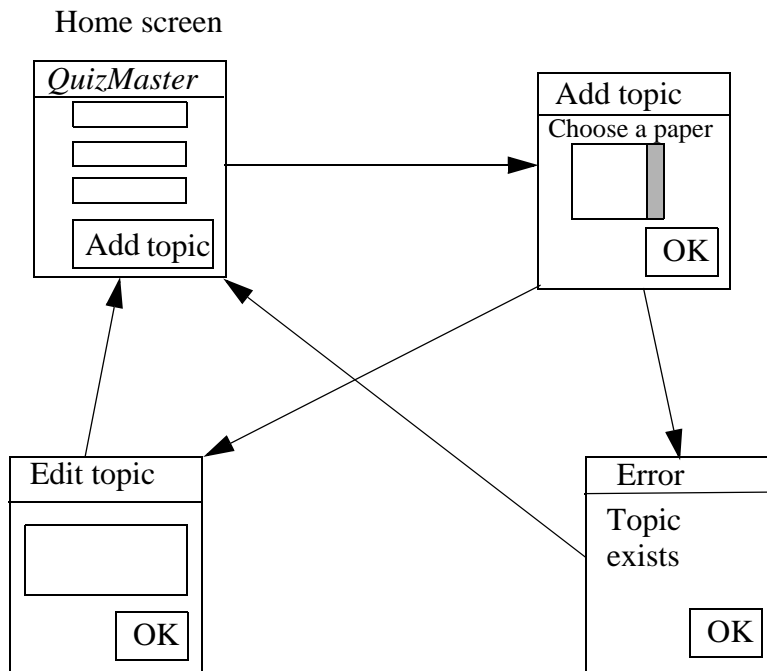 Home screen
QuizMaster
Add topic
Add topic
Choose a paper
OK
Edit topic
OK
Error
Topic
exists
OK